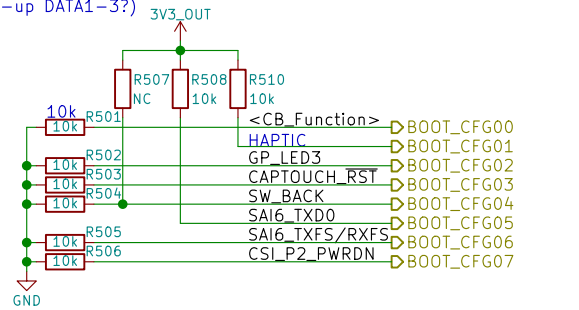 -up DATA1-3?)
3V3_OUT
R507
NC
R508
10k
R510
10k
10k
R501
10k
<CB_Function>
BOOT_CFG00
HAPTIC
BOOT_CFG01
R502
10k
GP_LED3
BOOT_CFG02
R503
10k
CAPTOUCH_RST
BOOT_CFG03
R504
10k
SW_BACK
BOOT_CFG04
SAI6_TXD0
BOOT_CFG05
R505
10k
SAI6_TXFS/RXFS
BOOT_CFG06
R506
10k
CSI_P2_PWRDN
BOOT_CFG07
GND